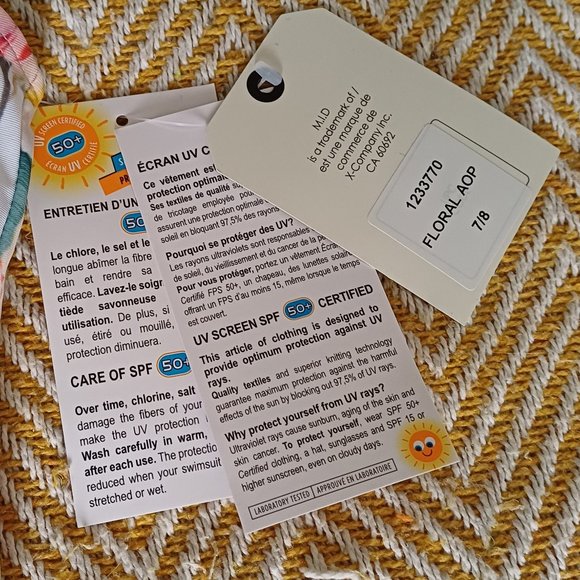 UV SCREEN CERTIFIED
50+
ÉCRAN UV CERTIFIÉ
ENTRETIEN D'UN
Le chlore, le sel et le
longue abîmer la fibre
bain et rendre sa
efficace. Lavez-le soign
tiède savonneuse
utilisation. De plus, si
usé, étiré ou mouillé,
protection diminuera.
CARE OF SPF 50+
Over time, chlorine, salt
damage the fibers of your
make the UV protection
Wash carefully in warm,
after each use. The protectio
reduced when your swimsuit
stretched or wet.
ÉCRAN UV C
Ce vêtement est
protection optimal
Ses textiles de qualité su
de tricotage employée pour
assurent une protection optimale
soleil en bloquant 97,5% des rayons
Pourquoi se protéger des UV?
Les rayons ultraviolets sont responsables
de soleil, du vieillissement et du cancer de la p
Pour vous protéger, portez un vêtement Écra
Certifié FPS 50+, un chapeau, des lunettes solair
offrant un FPS d'au moins 15, même lorsque le temps
est couvert.
UV SCREEN SPF 50+ CERTIFIED
This article of clothing is designed to
provide optimum protection against UV
rays.
Quality textiles and superior knitting technology
guarantee maximum protection against the harmful
effects of the sun by blocking out 97,5% of UV rays.
Why protect yourself from UV rays?
Ultraviolet rays cause sunburn, aging of the skin and
skin cancer. To protect yourself, wear SPF 50+
Certified clothing, a hat, sunglasses and SPF 15 or
higher sunscreen, even on cloudy days.
LABORATORY TESTED | APPROUVÉ EN LABORATOIRE
M.I.D
is a trademark of /
est une marque de
commerce de
X-Company Inc.
CA 60692
1233770
FLORAL AOP
7/8